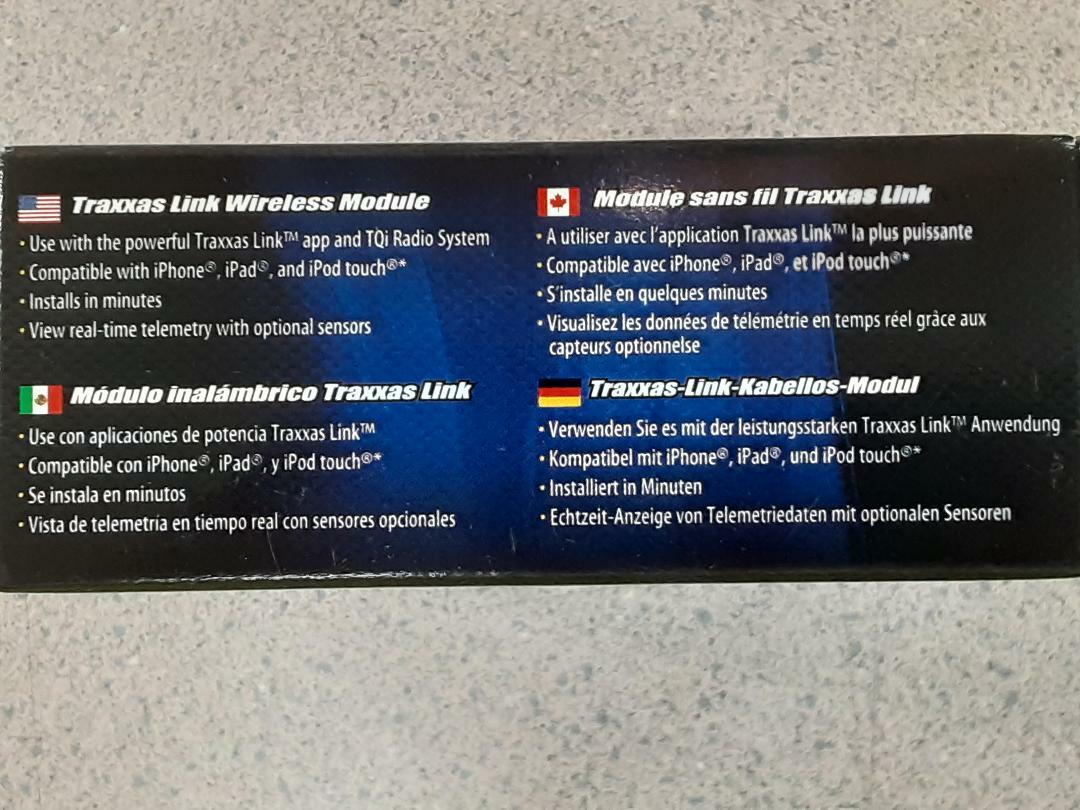 Traxxas Link Wireless Module
• Use with the powerful Traxxas Link™ app and TQi Radio System
• Compatible with iPhone®, iPad®, and iPod touch®*
• Installs in minutes
• View real-time telemetry with optional sensors
Module sans fil Traxxas Link
• A utiliser avec l'application Traxxas Link™ la plus puissante
• Compatible avec iPhone®, iPad®, et iPod touch®*
• S'installe en quelques minutes
• Visualisez les données de télémétrie en temps réel grâce aux
capteurs optionnelse
Módulo inalámbrico Traxxas Link
• Use con aplicaciones de potencia Traxxas Link™
• Compatible con iPhone®, iPad®, y iPod touch®*
• Se instala en minutos
• Vista de telemetría en tiempo real con sensores opcionales
Traxxas-Link-Kabellos-Modul
• Verwenden Sie es mit der leistungsstarken Traxxas Link™ Anwendung
• Kompatibel mit iPhone®, iPad®, und iPod touch®*
• Installiert in Minuten
• Echtzeit-Anzeige von Telemetriedaten mit optionalen Sensoren